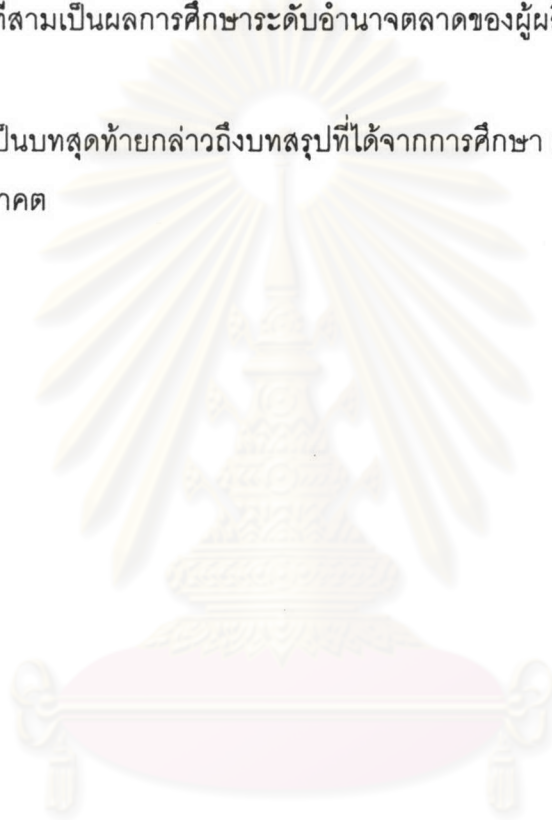 ที่สามเป็นผลการศึกษาระดับอำนาจตลาดของผู้
เป็นบทสุดท้ายกล่าวถึงบทสรุปที่ได้จากการศึกษา
าคต